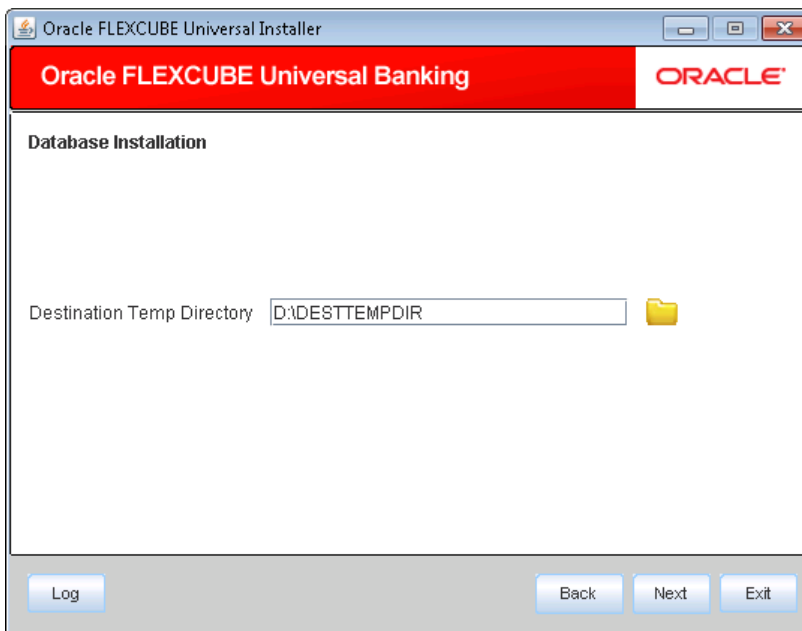 Oracle FLEXCUBE Universal Installer
Oracle FLEXCUBE Universal Banking
ORACLE
Database Installation
Destination Temp Directory D:\DESTTEMPDIR
Log Back Next Exit